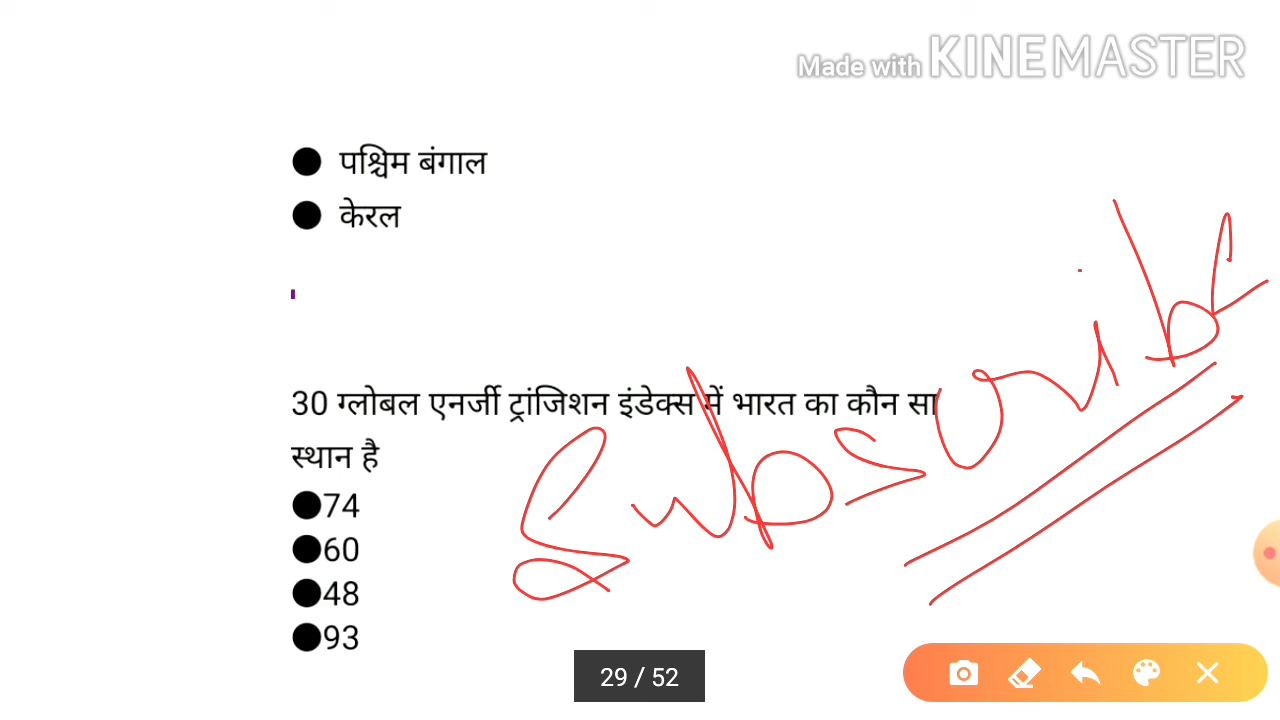 Made with KINEMASTER
● पश्चिम बंगाल
● केरल
30 ग्लोबल एनर्जी ट्रांजिशन इंडेक्स में भारत का कौन सा
स्थान है
●74
●60
●48
●93
Subscribe
29 / 52